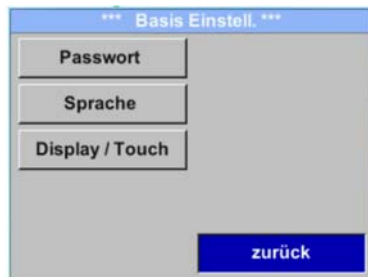 *** Basis Einstell. ***
Passwort
Sprache
Display / Touch
zurück